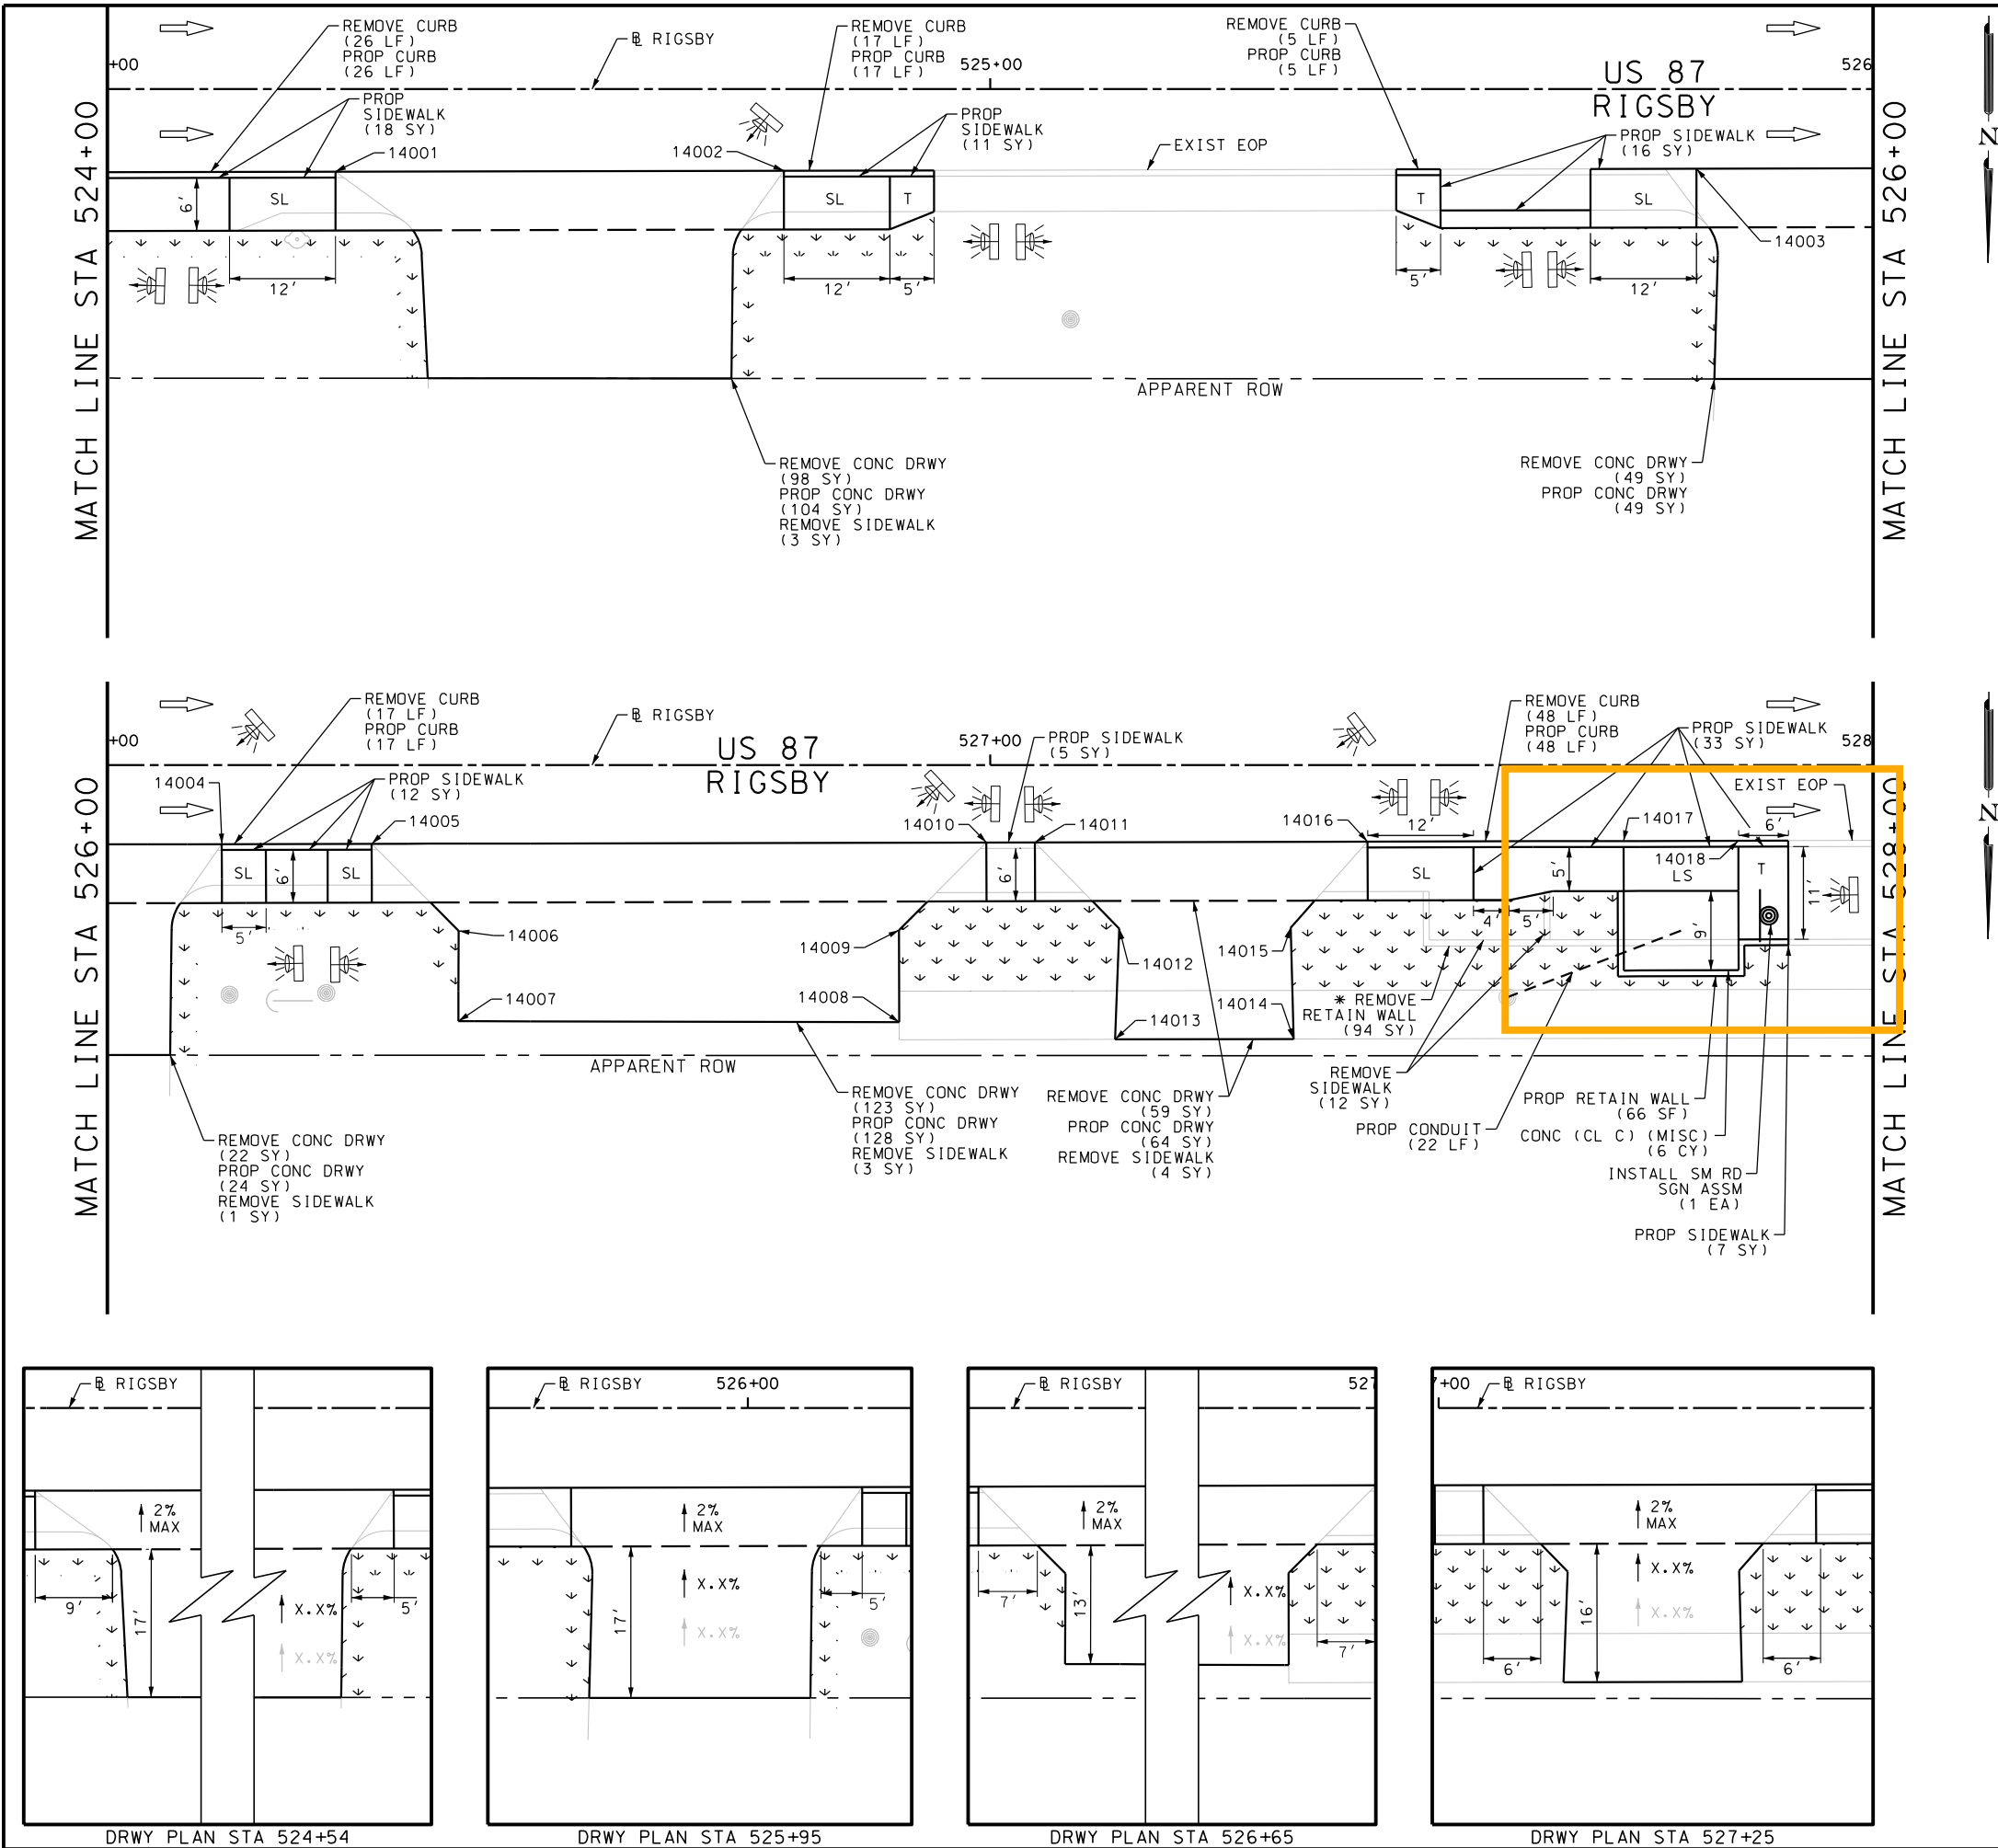 REMOVE CURB
(26 LF)
PROP CURB
(26 LF)
+00
PROP
SIDEWALK
(18 SY)
14001
6'
SL
12'
℄ RIGSBY
REMOVE CURB
(17 LF)
PROP CURB
(17 LF)
14002
PROP
SIDEWALK
(11 SY)
SL
T
12'
5'
525+00
EXIST EOP
REMOVE CURB
(5 LF)
PROP CURB
(5 LF)
US 87
RIGSBY
526
PROP SIDEWALK
(16 SY)
T
SL
14003
5'
12'
APPARENT ROW
REMOVE CONC DRWY
(98 SY)
PROP CONC DRWY
(104 SY)
REMOVE SIDEWALK
(3 SY)
REMOVE CONC DRWY
(49 SY)
PROP CONC DRWY
(49 SY)
MATCH LINE STA 524+00
MATCH LINE STA 526+00
N
REMOVE CURB
(17 LF)
PROP CURB
(17 LF)
+00
14004
PROP SIDEWALK
(12 SY)
14005
SL
6'
SL
5'
℄ RIGSBY
US 87
RIGSBY
527+00
PROP SIDEWALK
(5 SY)
14006
14007
14008
14009
14010
14011
6'
14012
14013
14014
14015
14016
12'
SL
REMOVE CURB
(48 LF)
PROP CURB
(48 LF)
PROP SIDEWALK
(33 SY)
528
EXIST EOP
14017
6'
14018
LS
T
5'
4'
5'
9'
11'
* REMOVE
RETAIN WALL
(94 SY)
APPARENT ROW
REMOVE CONC DRWY
(22 SY)
PROP CONC DRWY
(24 SY)
REMOVE SIDEWALK
(1 SY)
REMOVE CONC DRWY
(123 SY)
PROP CONC DRWY
(128 SY)
REMOVE SIDEWALK
(3 SY)
REMOVE CONC DRWY
(59 SY)
PROP CONC DRWY
(64 SY)
REMOVE SIDEWALK
(4 SY)
REMOVE
SIDEWALK
(12 SY)
PROP CONDUIT
(22 LF)
PROP RETAIN WALL
(66 SF)
CONC (CL C) (MISC)
(6 CY)
INSTALL SM RD
SGN ASSM
(1 EA)
PROP SIDEWALK
(7 SY)
MATCH LINE STA 526+00
MATCH LINE STA 528+00
N
℄ RIGSBY
2%
MAX
9'
17'
X.X%
X.X%
5'
DRWY PLAN STA 524+54
℄ RIGSBY
526+00
2%
MAX
17'
X.X%
X.X%
5'
DRWY PLAN STA 525+95
℄ RIGSBY
527
2%
MAX
7'
13'
X.X%
X.X%
7'
DRWY PLAN STA 526+65
+00
℄ RIGSBY
2%
MAX
6'
16'
X.X%
X.X%
6'
DRWY PLAN STA 527+25